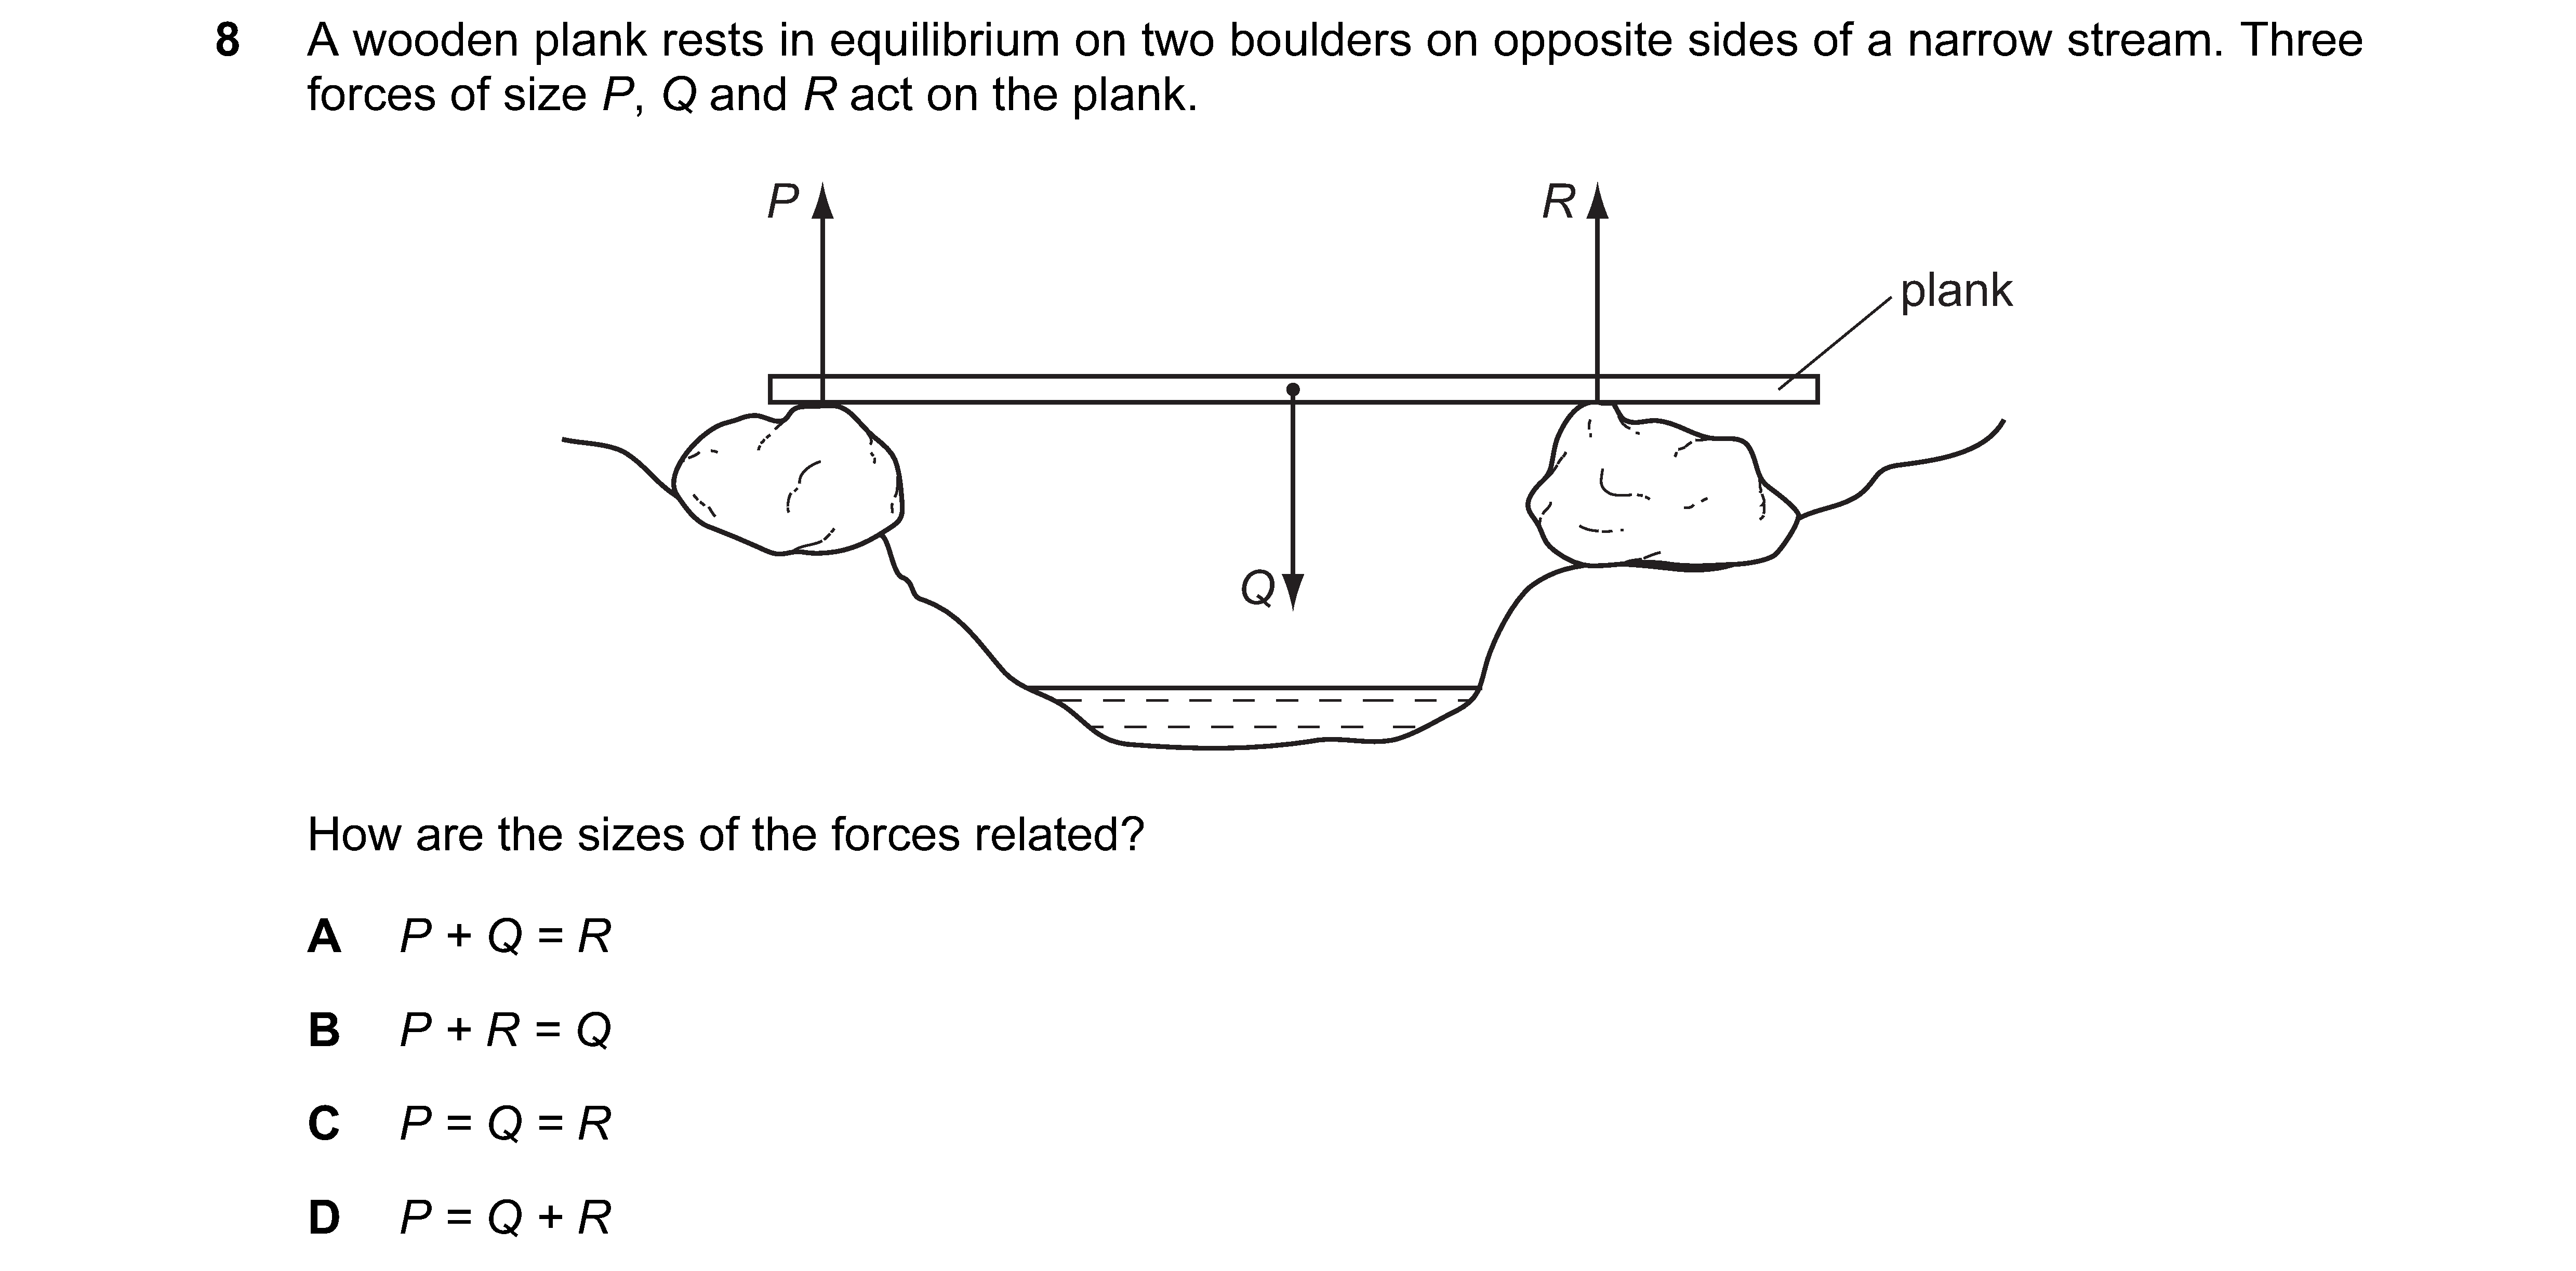 8 A wooden plank rests in equilibrium on two boulders on opposite sides of a narrow stream. Three
forces of size P, Q and R act on the plank.
P
R
plank
Q
How are the sizes of the forces related?
A P + Q = R
B P + R = Q
C P = Q = R
D P = Q + R